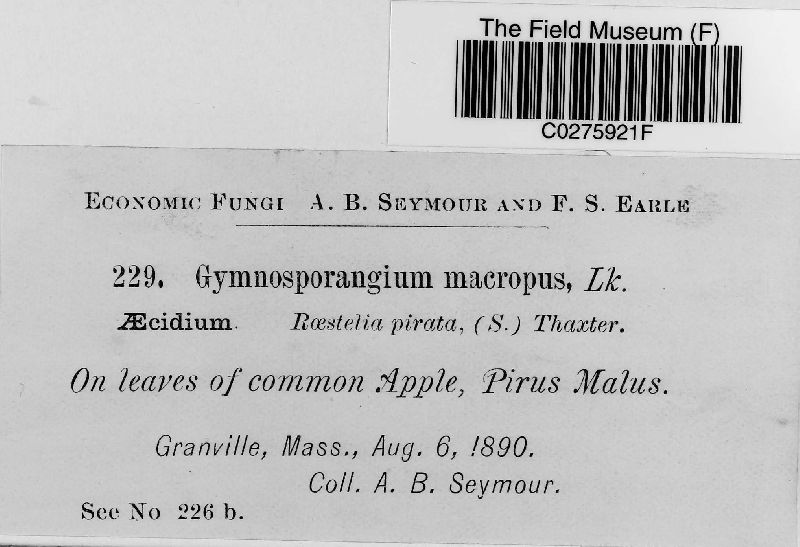 The Field Museum (F)
C0275921F
ECONOMIC FUNGI A. B. SEYMOUR AND F. S. EARLE
229. Gymnosporangium macropus, Lk.
Æcidium. Rœstelia pirata, (S.) Thaxter.
On leaves of common Apple, Pirus Malus.
Granville, Mass., Aug. 6, 1890.
Coll. A. B. Seymour.
See No 226 b.